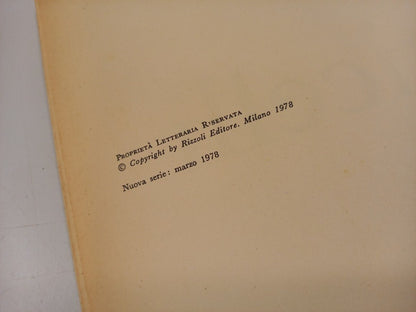 Proprietà Letteraria Riservata
© Copyright by Rizzoli Editore, Milano 1978
Nuova serie: marzo 1978